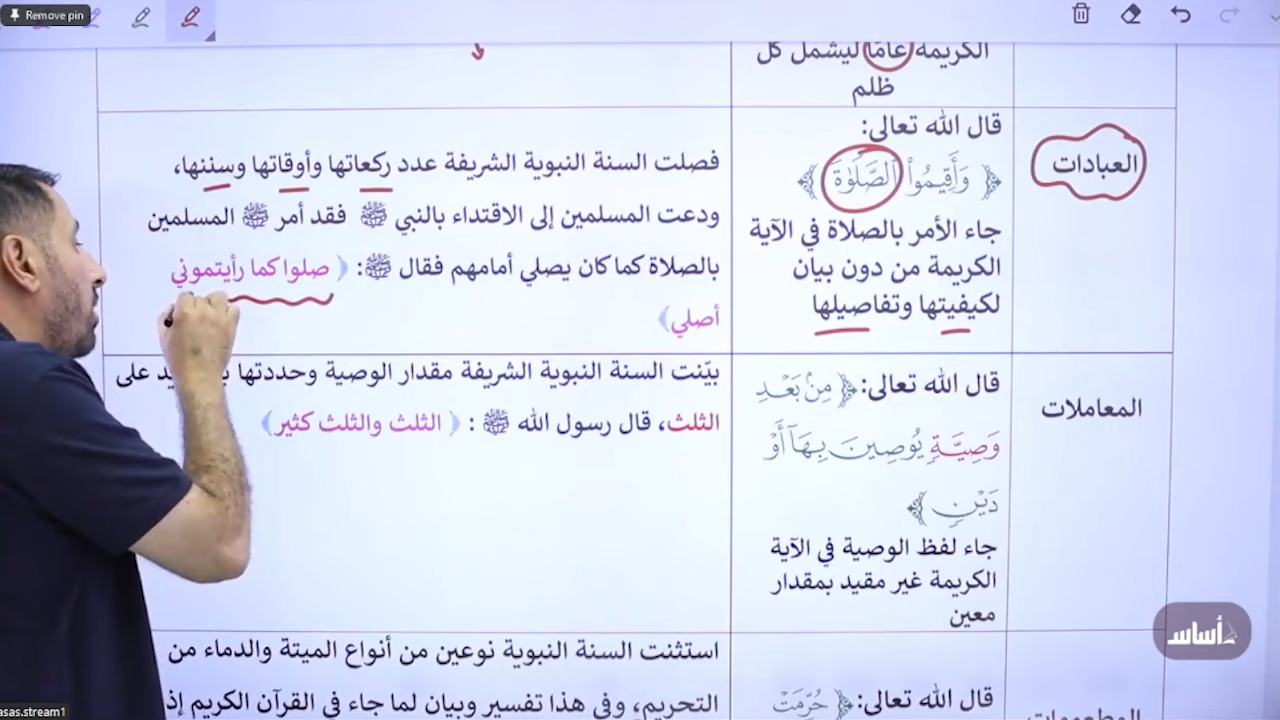 Remove pin
الكريمة عامًا ليشمل كل
ظلم
العبادات
قال الله تعالى:
﴿ وَأَقِيمُواْ ٱلصَّلَوٰةَ ﴾
جاء الأمر بالصلاة في الآية
الكريمة من دون بيان
لكيفيتها وتفاصيلها
فصلت السنة النبوية الشريفة عدد ركعاتها وأوقاتها وسننها،
ودعت المسلمين إلى الاقتداء بالنبي ﷺ فقد أمر ﷺ المسلمين
بالصلاة كما كان يصلي أمامهم فقال ﷺ: ( صلوا كما رأيتموني
أصلي)
المعاملات
قال الله تعالى: ﴿ مِنۢ بَعْدِ
وَصِيَّةٖ يُوصِينَ بِهَآ أَوْ
دَيْنٖ ﴾
جاء لفظ الوصية في الآية
الكريمة غير مقيد بمقدار
معين
بيّنت السنة النبوية الشريفة مقدار الوصية وحددتها على
الثلث، قال رسول الله ﷺ : ( الثلث والثلث كثير)
قال الله تعالى: ﴿ حُرِّمَتْ
استثنت السنة النبوية نوعين من أنواع الميتة والدماء من
التحريم، وفي هذا تفسير وبيان لما جاء في القرآن الكريم إذ
أساس
asas.stream1